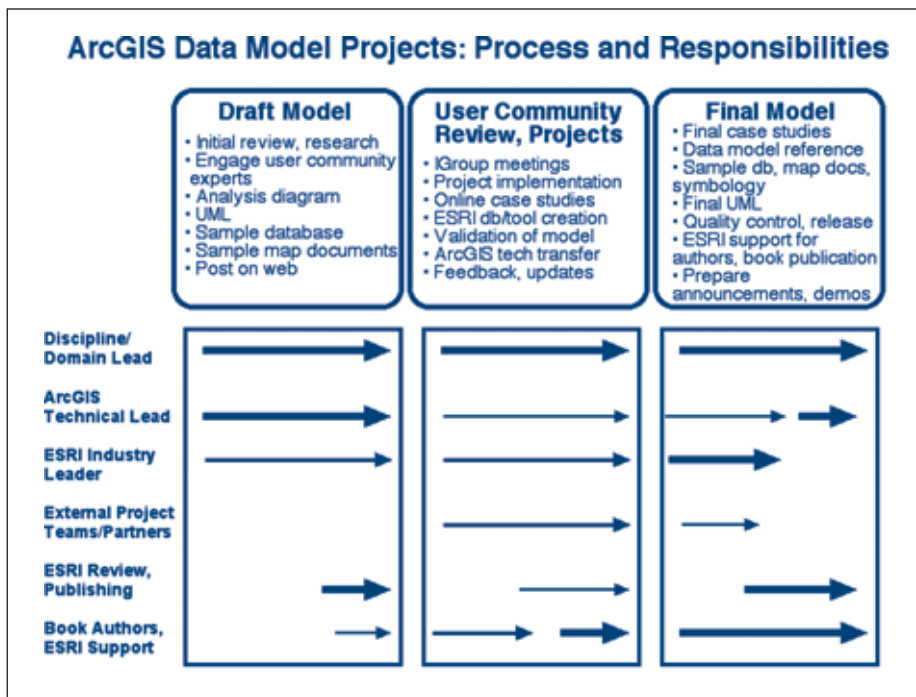 ArcGIS Data Model Projects: Process and Responsibilities
Draft Model
• Initial review, research
• Engage user community
experts
• Analysis diagram
• UML
• Sample database
• Sample map documents
• Post on web
User Community
Review, Projects
• IGroup meetings
• Project implementation
• Online case studies
• ESRI db/tool creation
• Validation of model
• ArcGIS tech transfer
• Feedback, updates
Final Model
• Final case studies
• Data model reference
• Sample db, map docs,
symbology
• Final UML
• Quality control, release
• ESRI support for
authors, book publication
• Prepare
announcements, demos
Discipline/
Domain Lead
ArcGIS
Technical Lead
ESRI Industry
Leader
External Project
Teams/Partners
ESRI Review,
Publishing
Book Authors,
ESRI Support